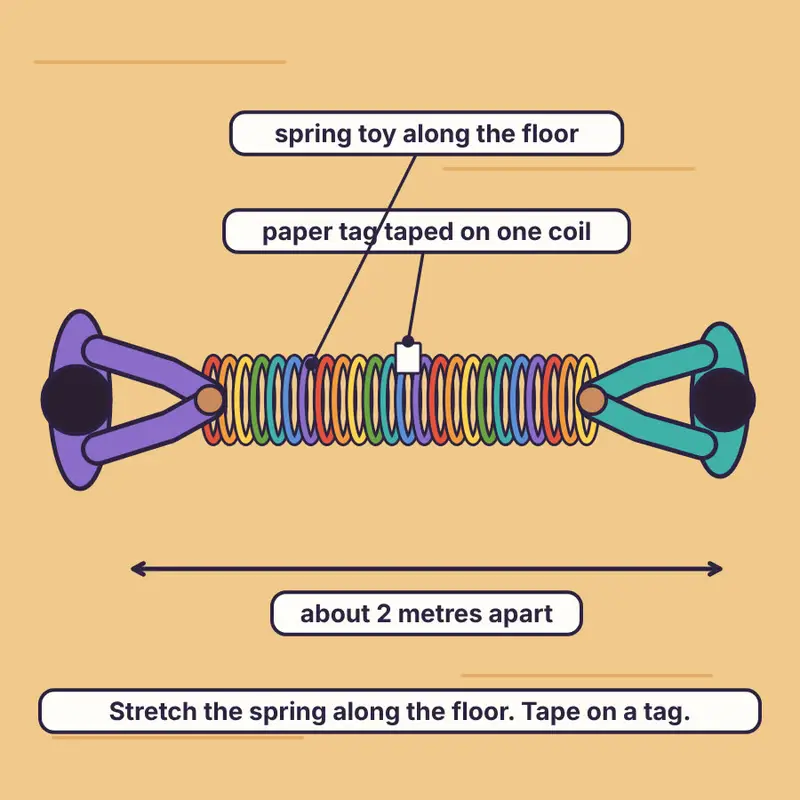 spring toy along the floor
paper tag taped on one coil
about 2 metres apart
Stretch the spring along the floor. Tape on a tag.